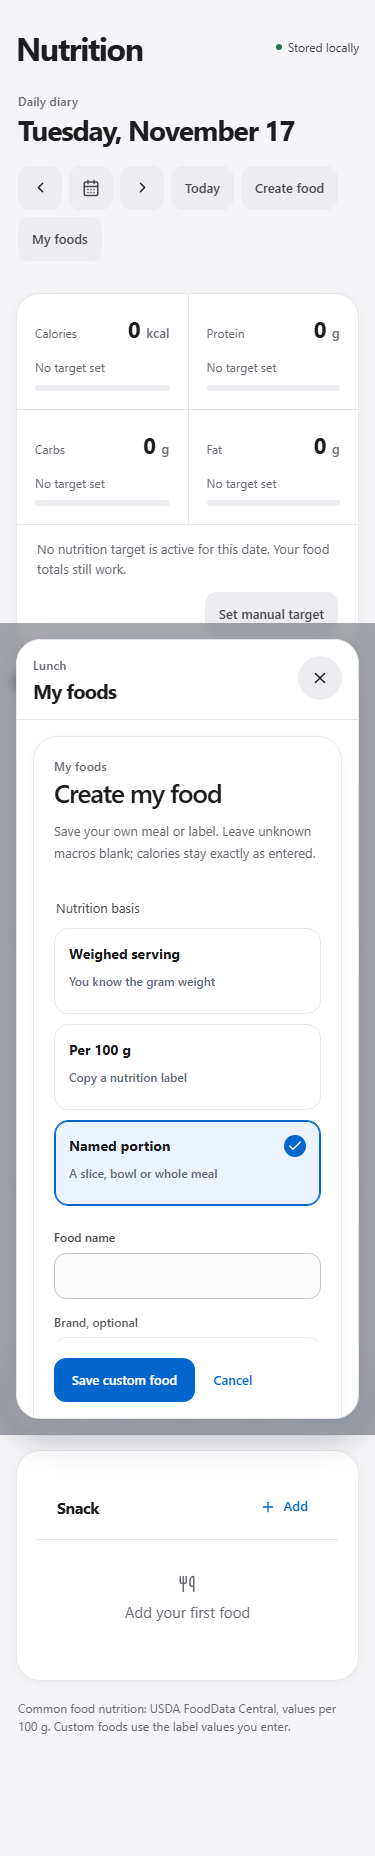 Nutrition
Stored locally
Daily diary
Tuesday, November 17
Today
Create food
My foods
Calories 0 kcal
Protein 0 g
No target set
No target set
Carbs 0 g
Fat 0 g
No target set
No target set
No nutrition target is active for this date. Your food
totals still work.
Set manual target
Lunch
My foods
My foods
Create my food
Save your own meal or label. Leave unknown
macros blank; calories stay exactly as entered.
Nutrition basis
Weighed serving
You know the gram weight
Per 100 g
Copy a nutrition label
Named portion
A slice, bowl or whole meal
Food name
Brand, optional
Save custom food
Cancel
Snack
Add
Add your first food
Common food nutrition: USDA FoodData Central, values per
100 g. Custom foods use the label values you enter.